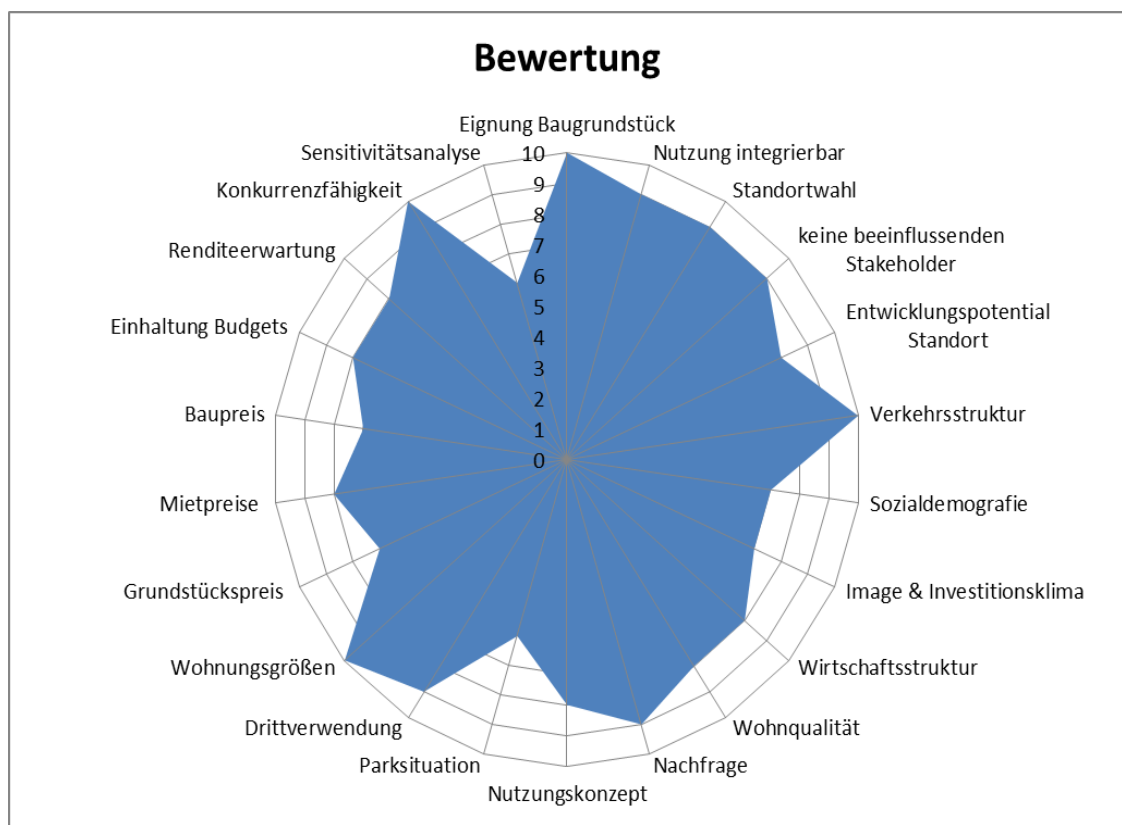 Bewertung
Eignung Baugrundstück
Nutzung integrierbar
Standortwahl
keine beeinflussenden
Stakeholder
Entwicklungspotential
Standort
Verkehrsstruktur
Sozialdemografie
Image & Investitionsklima
Wirtschaftsstruktur
Wohnqualität
Nachfrage
Nutzungskonzept
Parksituation
Drittverwendung
Wohnungsgrößen
Grundstückspreis
Mietpreise
Baupreis
Einhaltung Budgets
Renditeerwartung
Konkurrenzfähigkeit
Sensitivitätsanalyse
10
9
8
7
6
5
4
3
2
1
0